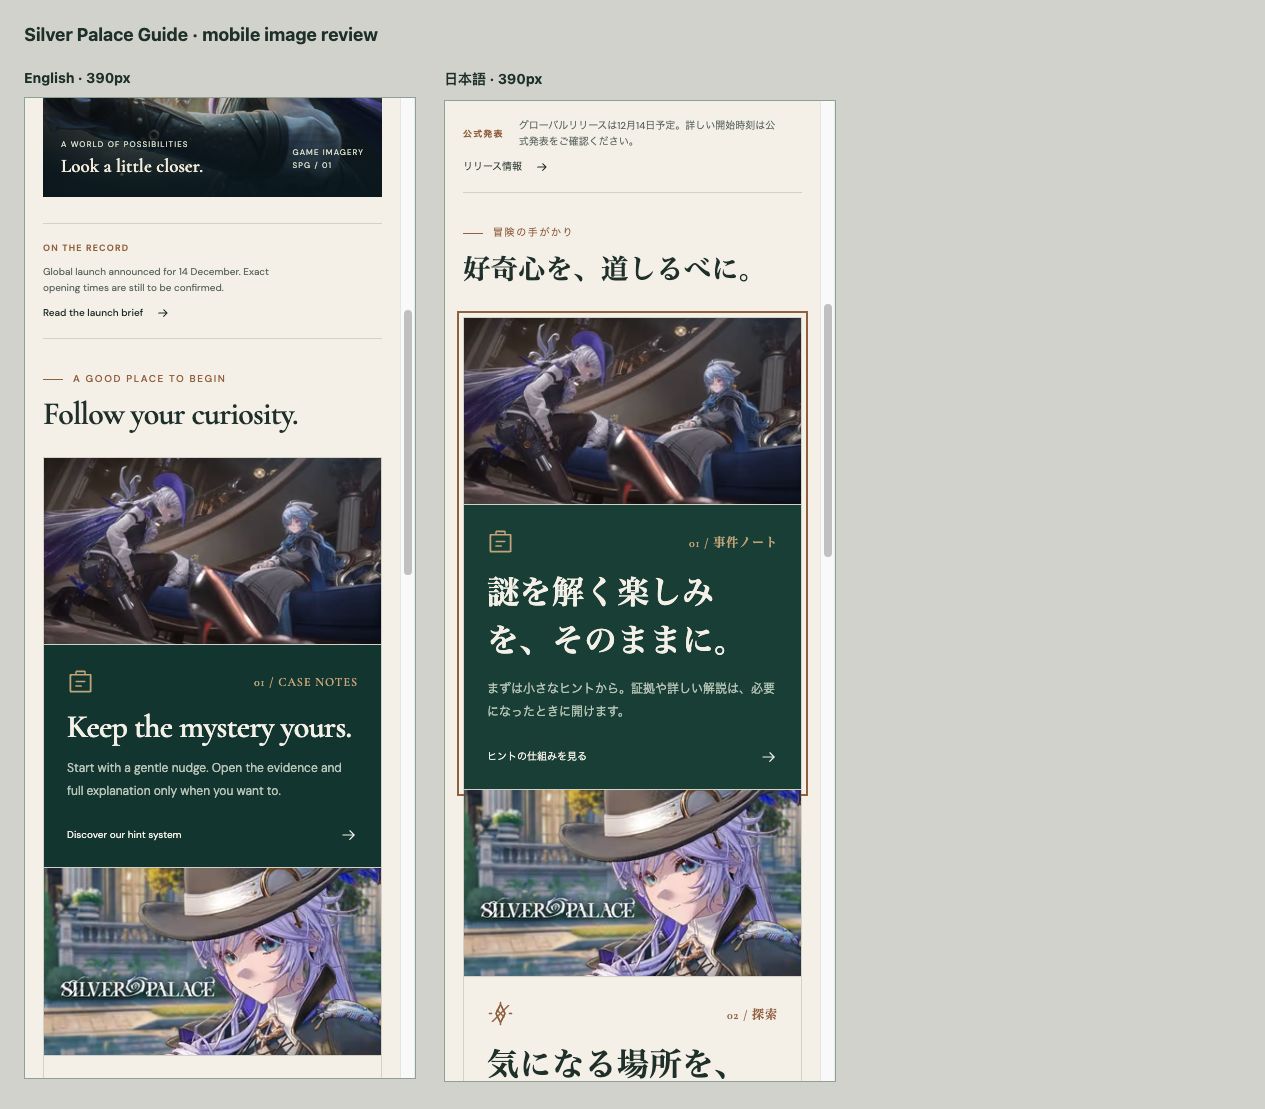 Silver Palace Guide · mobile image review
English · 390px
A WORLD OF POSSIBILITIES
Look a little closer.
GAME IMAGERY
SPG / 01
ON THE RECORD
Global launch announced for 14 December. Exact
opening times are still to be confirmed.
Read the launch brief →
A GOOD PLACE TO BEGIN
Follow your curiosity.
01 / CASE NOTES
Keep the mystery yours.
Start with a gentle nudge. Open the evidence and
full explanation only when you want to.
Discover our hint system →
SILVER PALACE
日本語 · 390px
公式発表
グローバルリリースは12月14日予定。詳しい開始時刻は公
式発表をご確認ください。
リリース情報 →
冒険の手がかり
好奇心を、道しるべに。
01 / 事件ノート
謎を解く楽しみ
を、そのままに。
まずは小さなヒントから。証拠や詳しい解説は、必要
になったときに開けます。
ヒントの仕組みを見る →
SILVER PALACE
02 / 探索
気になる場所を、